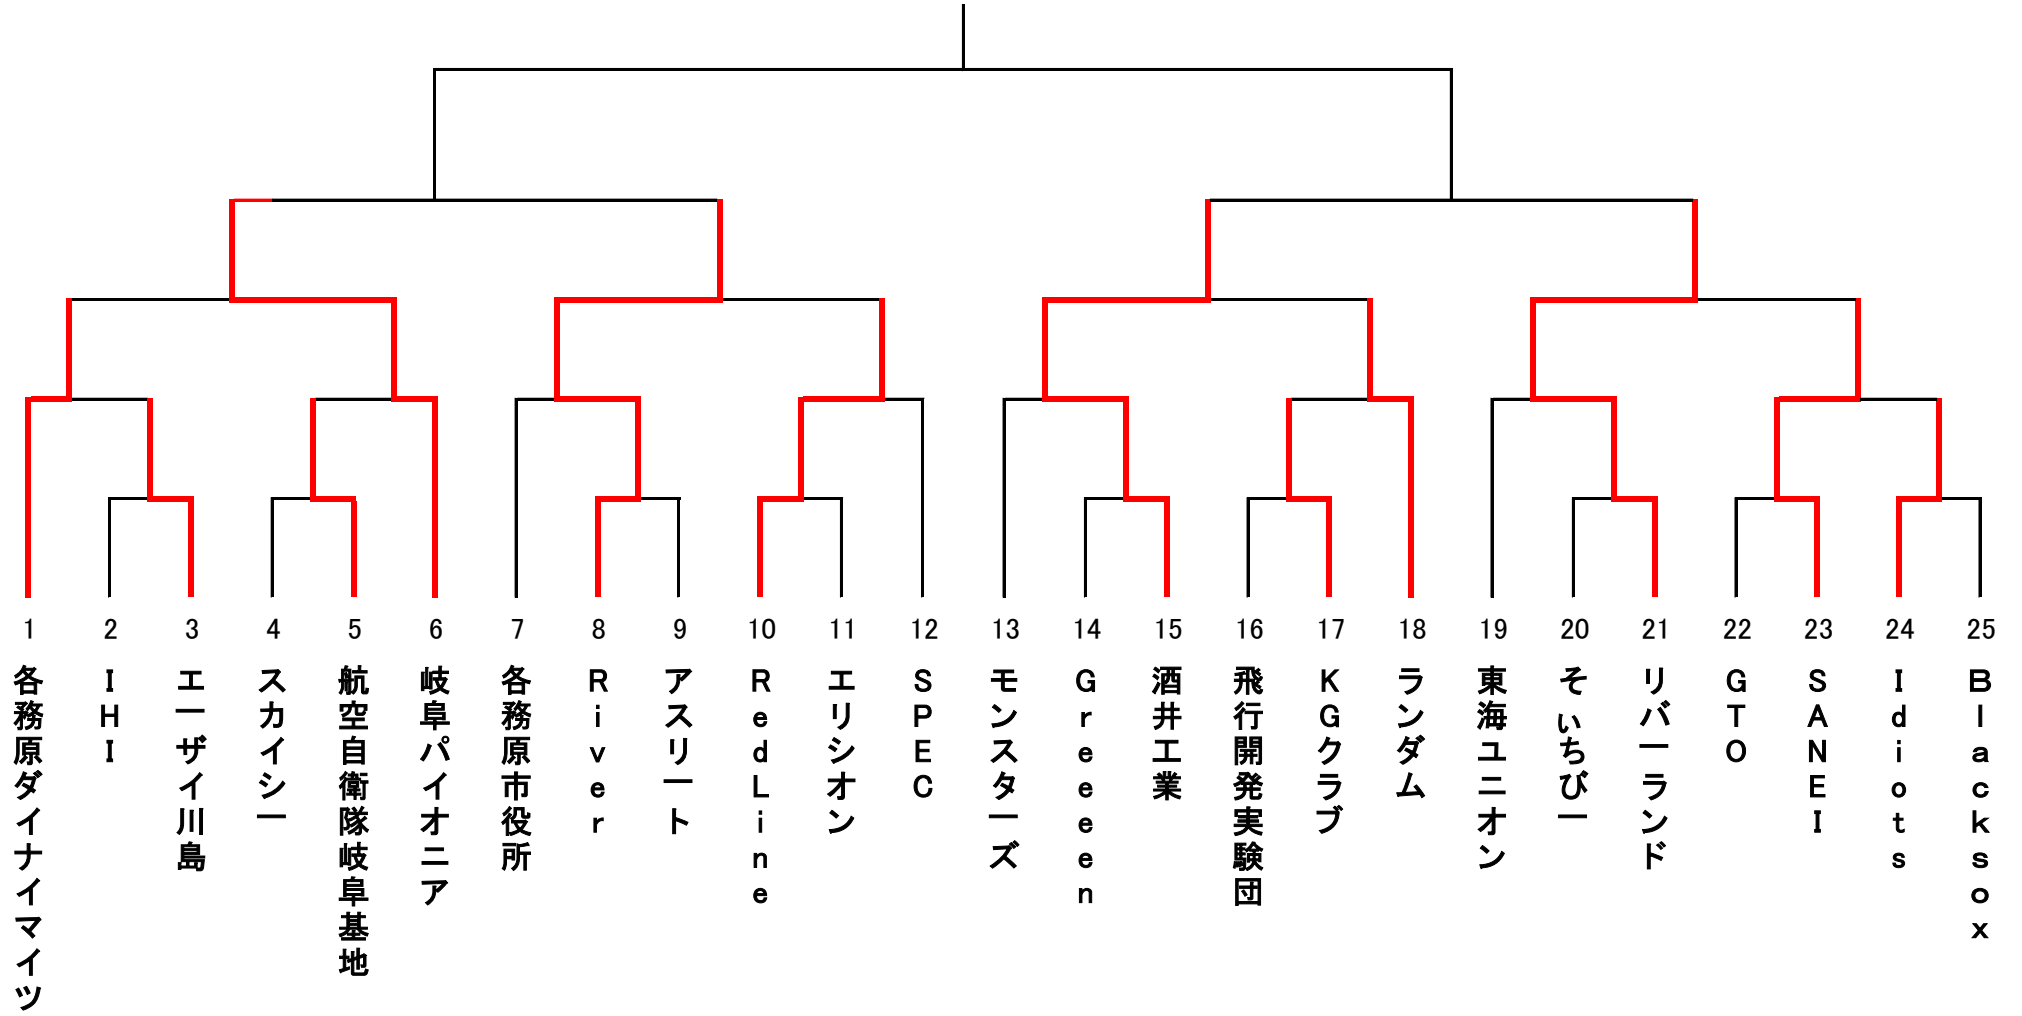 1 2 3 4 5 6 7 8 9 10 11 12 13 14 15 16 17 18 19 20 21 22 23 24 25
各務原ダイナイマイツ
IHI
エーザイ川島
スカイシー
航空自衛隊岐阜基地
岐阜パイオニア
各務原市役所
River
アスリート
RedLine
エリシオン
SPEC
モンスターズ
Greeeen
酒井工業
飛行開発実験団
KGクラブ
ランダム
東海ユニオン
そいちびー
リバーランド
GTO
SANEI
Idiots
Blacksox